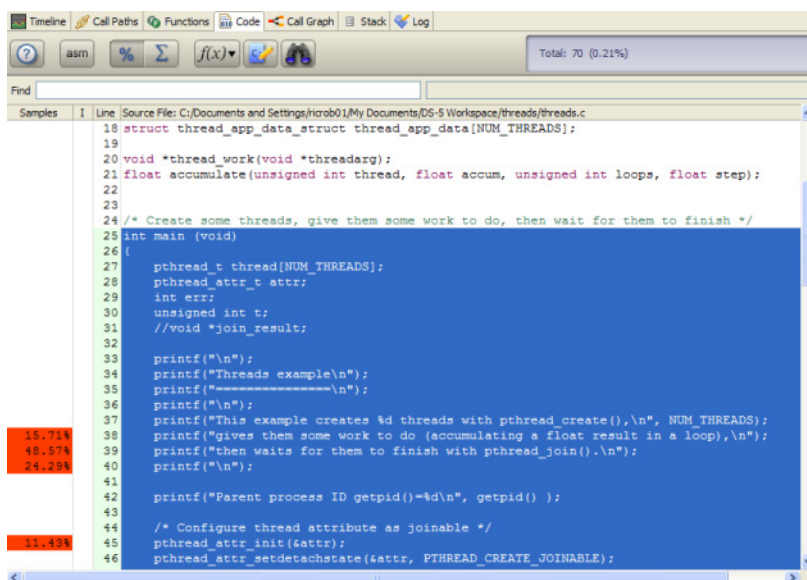 Timeline Call Paths Functions Code Call Graph Stack Log
? asm % Σ f(x) Total: 70 (0.21%)
Find
Samples I Line Source File: C:/Documents and Settings/ricrob01/My Documents/DS-5 Workspace/threads/threads.c
18 struct thread_app_data_struct thread_app_data[NUM_THREADS];
19
20 void *thread_work(void *threadarg);
21 float accumulate(unsigned int thread, float accum, unsigned int loops, float step);
22
23
24 /* Create some threads, give them some work to do, then wait for them to finish */
25 int main (void)
26 {
27 pthread_t thread[NUM_THREADS];
28 pthread_attr_t attr;
29 int err;
30 unsigned int t;
31 //void *join_result;
32
33 printf("\n");
34 printf("Threads example\n");
35 printf("===============\n");
36 printf("\n");
37 printf("This example creates %d threads with pthread_create(),\n", NUM_THREADS);
15.71% 38 printf("gives them some work to do (accumulating a float result in a loop),\n");
48.57% 39 printf("then waits for them to finish with pthread_join().\n");
24.29% 40 printf("\n");
41
42 printf("Parent process ID getpid()=%d\n", getpid() );
43
44 /* Configure thread attribute as joinable */
11.43% 45 pthread_attr_init(&attr);
46 pthread_attr_setdetachstate(&attr, PTHREAD_CREATE_JOINABLE);